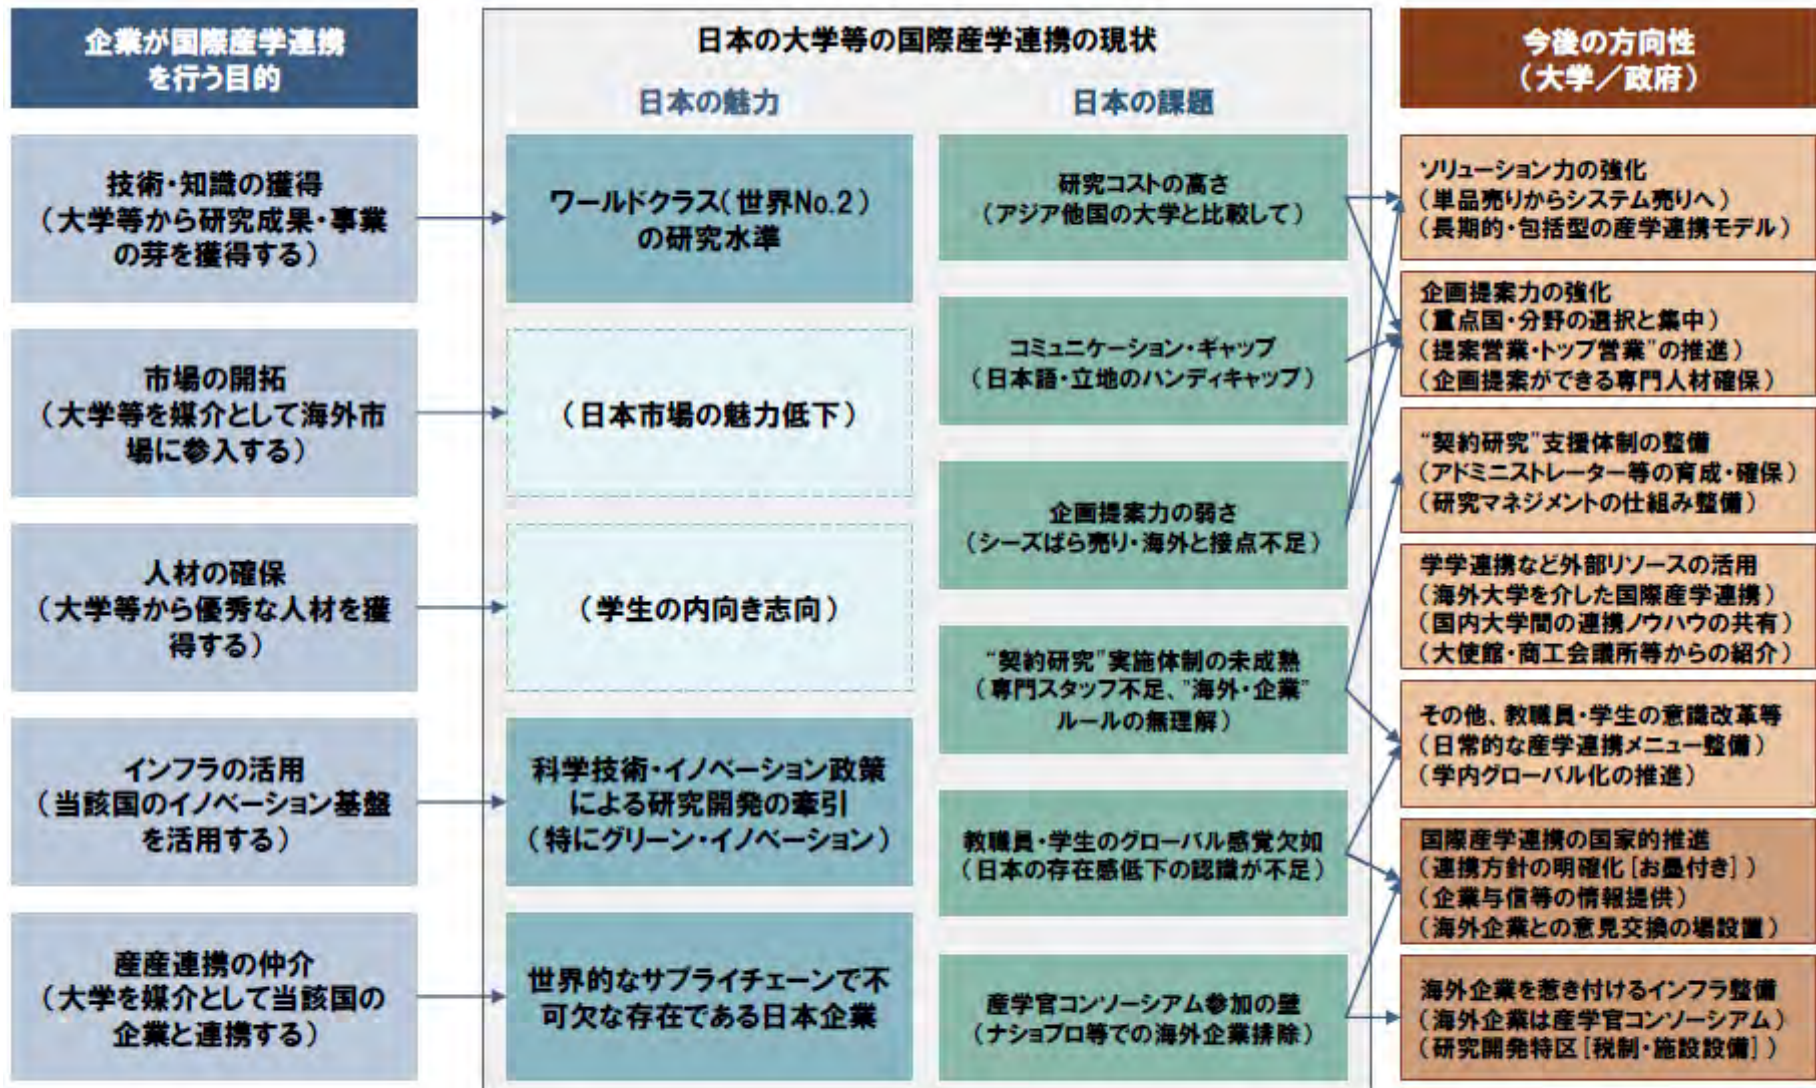 企業が国際産学連携
を行う目的
技術・知識の獲得
（大学等から研究成果・事業
の芽を獲得する）
市場の開拓
（大学等を媒介として海外市
場に参入する）
人材の確保
（大学等から優秀な人材を獲
得する）
インフラの活用
（当該国のイノベーション基盤
を活用する）
産産連携の仲介
（大学を媒介として当該国の
企業と連携する）
日本の大学等の国際産学連携の現状
日本の魅力
ワールドクラス（世界No.2）
の研究水準
（日本市場の魅力低下）
（学生の内向き志向）
科学技術・イノベーション政策
による研究開発の牽引
（特にグリーン・イノベーション）
世界的なサプライチェーンで不
可欠な存在である日本企業
日本の課題
研究コストの高さ
（アジア他国の大学と比較して）
コミュニケーション・ギャップ
（日本語・立地のハンディキャップ）
企画提案力の弱さ
（シーズばら売り・海外と接点不足）
“契約研究”実施体制の未成熟
（専門スタッフ不足、”海外・企業”
ルールの無理解）
教職員・学生のグローバル感覚欠如
（日本の存在感低下の認識が不足）
産学官コンソーシアム参加の壁
（ナショプロ等での海外企業排除）
今後の方向性
（大学／政府）
ソリューション力の強化
（単品売りからシステム売りへ）
（長期的・包括型の産学連携モデル）
企画提案力の強化
（重点国・分野の選択と集中）
（提案営業・トップ営業”の推進）
（企画提案ができる専門人材確保）
“契約研究”支援体制の整備
（アドミニストレーター等の育成・確保）
（研究マネジメントの仕組み整備）
学学連携など外部リソースの活用
（海外大学を介した国際産学連携）
（国内大学間の連携ノウハウの共有）
（大使館・商工会議所等からの紹介）
その他、教職員・学生の意識改革等
（日常的な産学連携メニュー整備）
（学内グローバル化の推進）
国際産学連携の国家的推進
（連携方針の明確化［お墨付き］）
（企業与信等の情報提供）
（海外企業との意見交換の場設置）
海外企業を惹き付けるインフラ整備
（海外企業は産学官コンソーシアム）
（研究開発特区［税制・施設設備］）